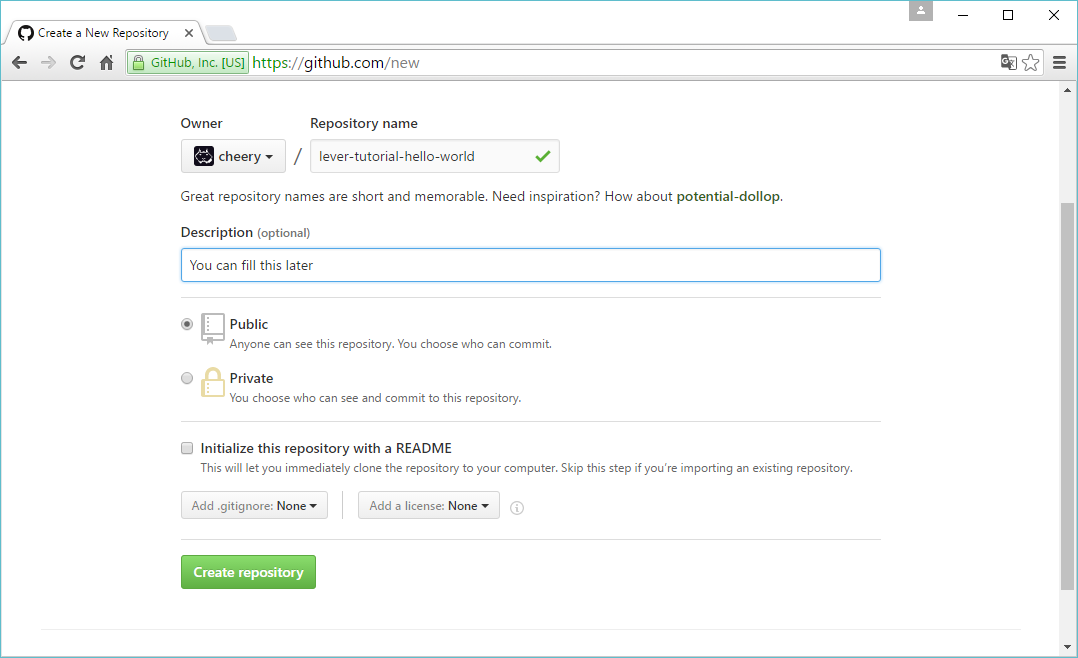 Create a New Repository
GitHub, Inc. [US] https://github.com/new
Owner Repository name
cheery / lever-tutorial-hello-world
Great repository names are short and memorable. Need inspiration? How about potential-dollop.
Description (optional)
You can fill this later
Public
Anyone can see this repository. You choose who can commit.
Private
You choose who can see and commit to this repository.
Initialize this repository with a README
This will let you immediately clone the repository to your computer. Skip this step if you’re importing an existing repository.
Add .gitignore: None Add a license: None
Create repository